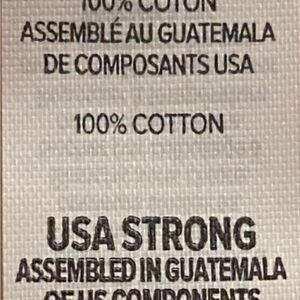 100% COTON
ASSEMBLÉ AU GUATEMALA
DE COMPOSANTS USA
100% COTTON
USA STRONG
ASSEMBLED IN GUATEMALA
OF US COMPONENTS